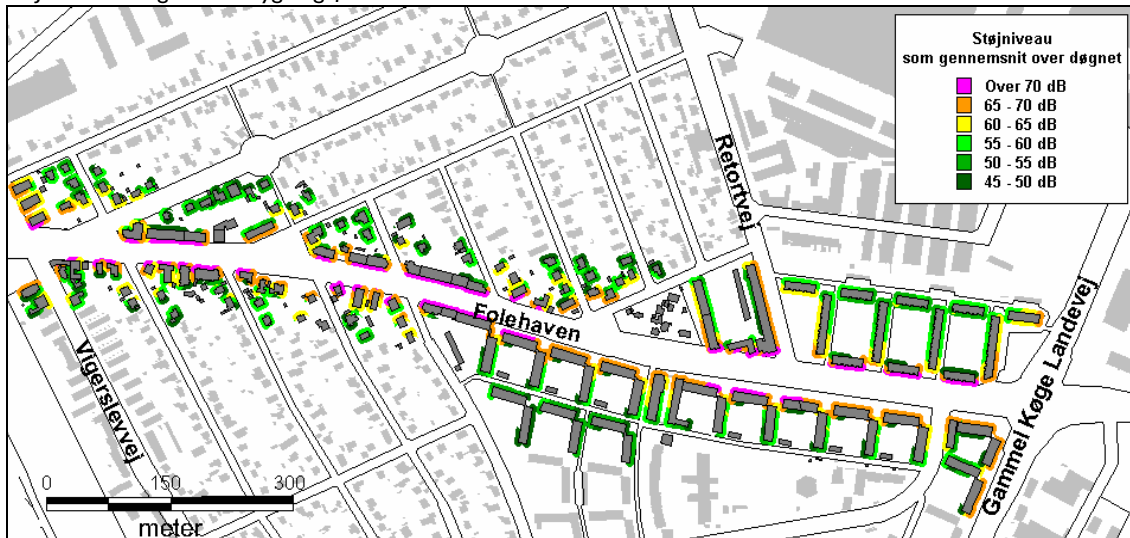 Støjniveau
som gennemsnit over døgnet
Over 70 dB
65 - 70 dB
60 - 65 dB
55 - 60 dB
50 - 55 dB
45 - 50 dB
Retortvej
Folehaven
Vigerslevvej
Gammel Køge Landevej
0 150 300
meter